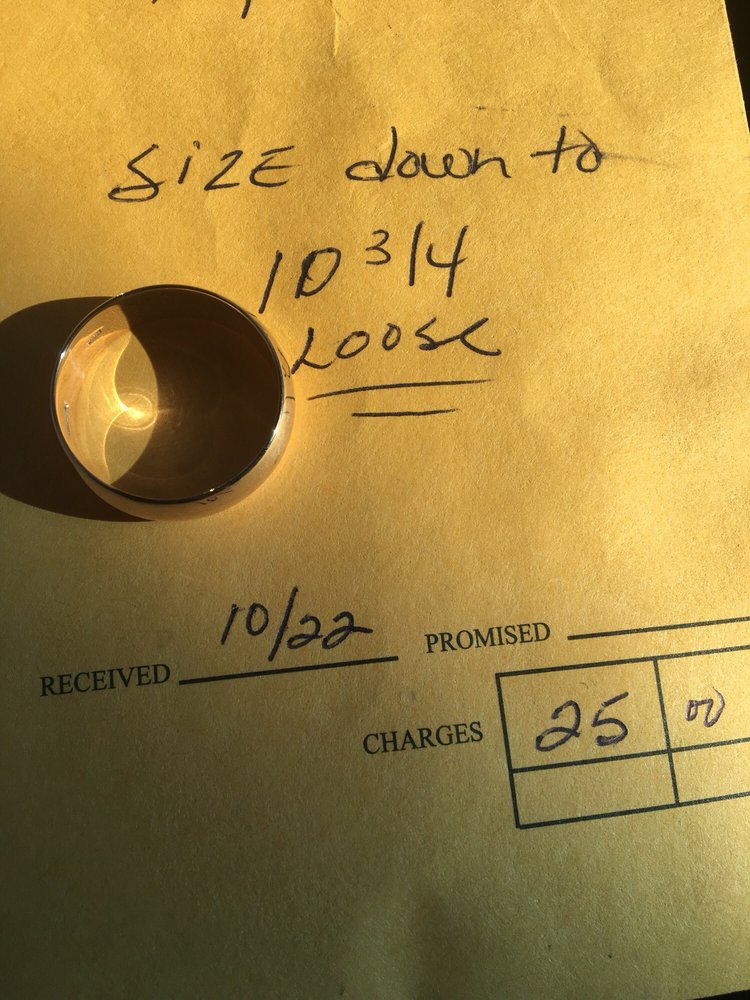 SIZE down to
10 3/4
LOOSE
RECEIVED 10/22 PROMISED
CHARGES 25 00